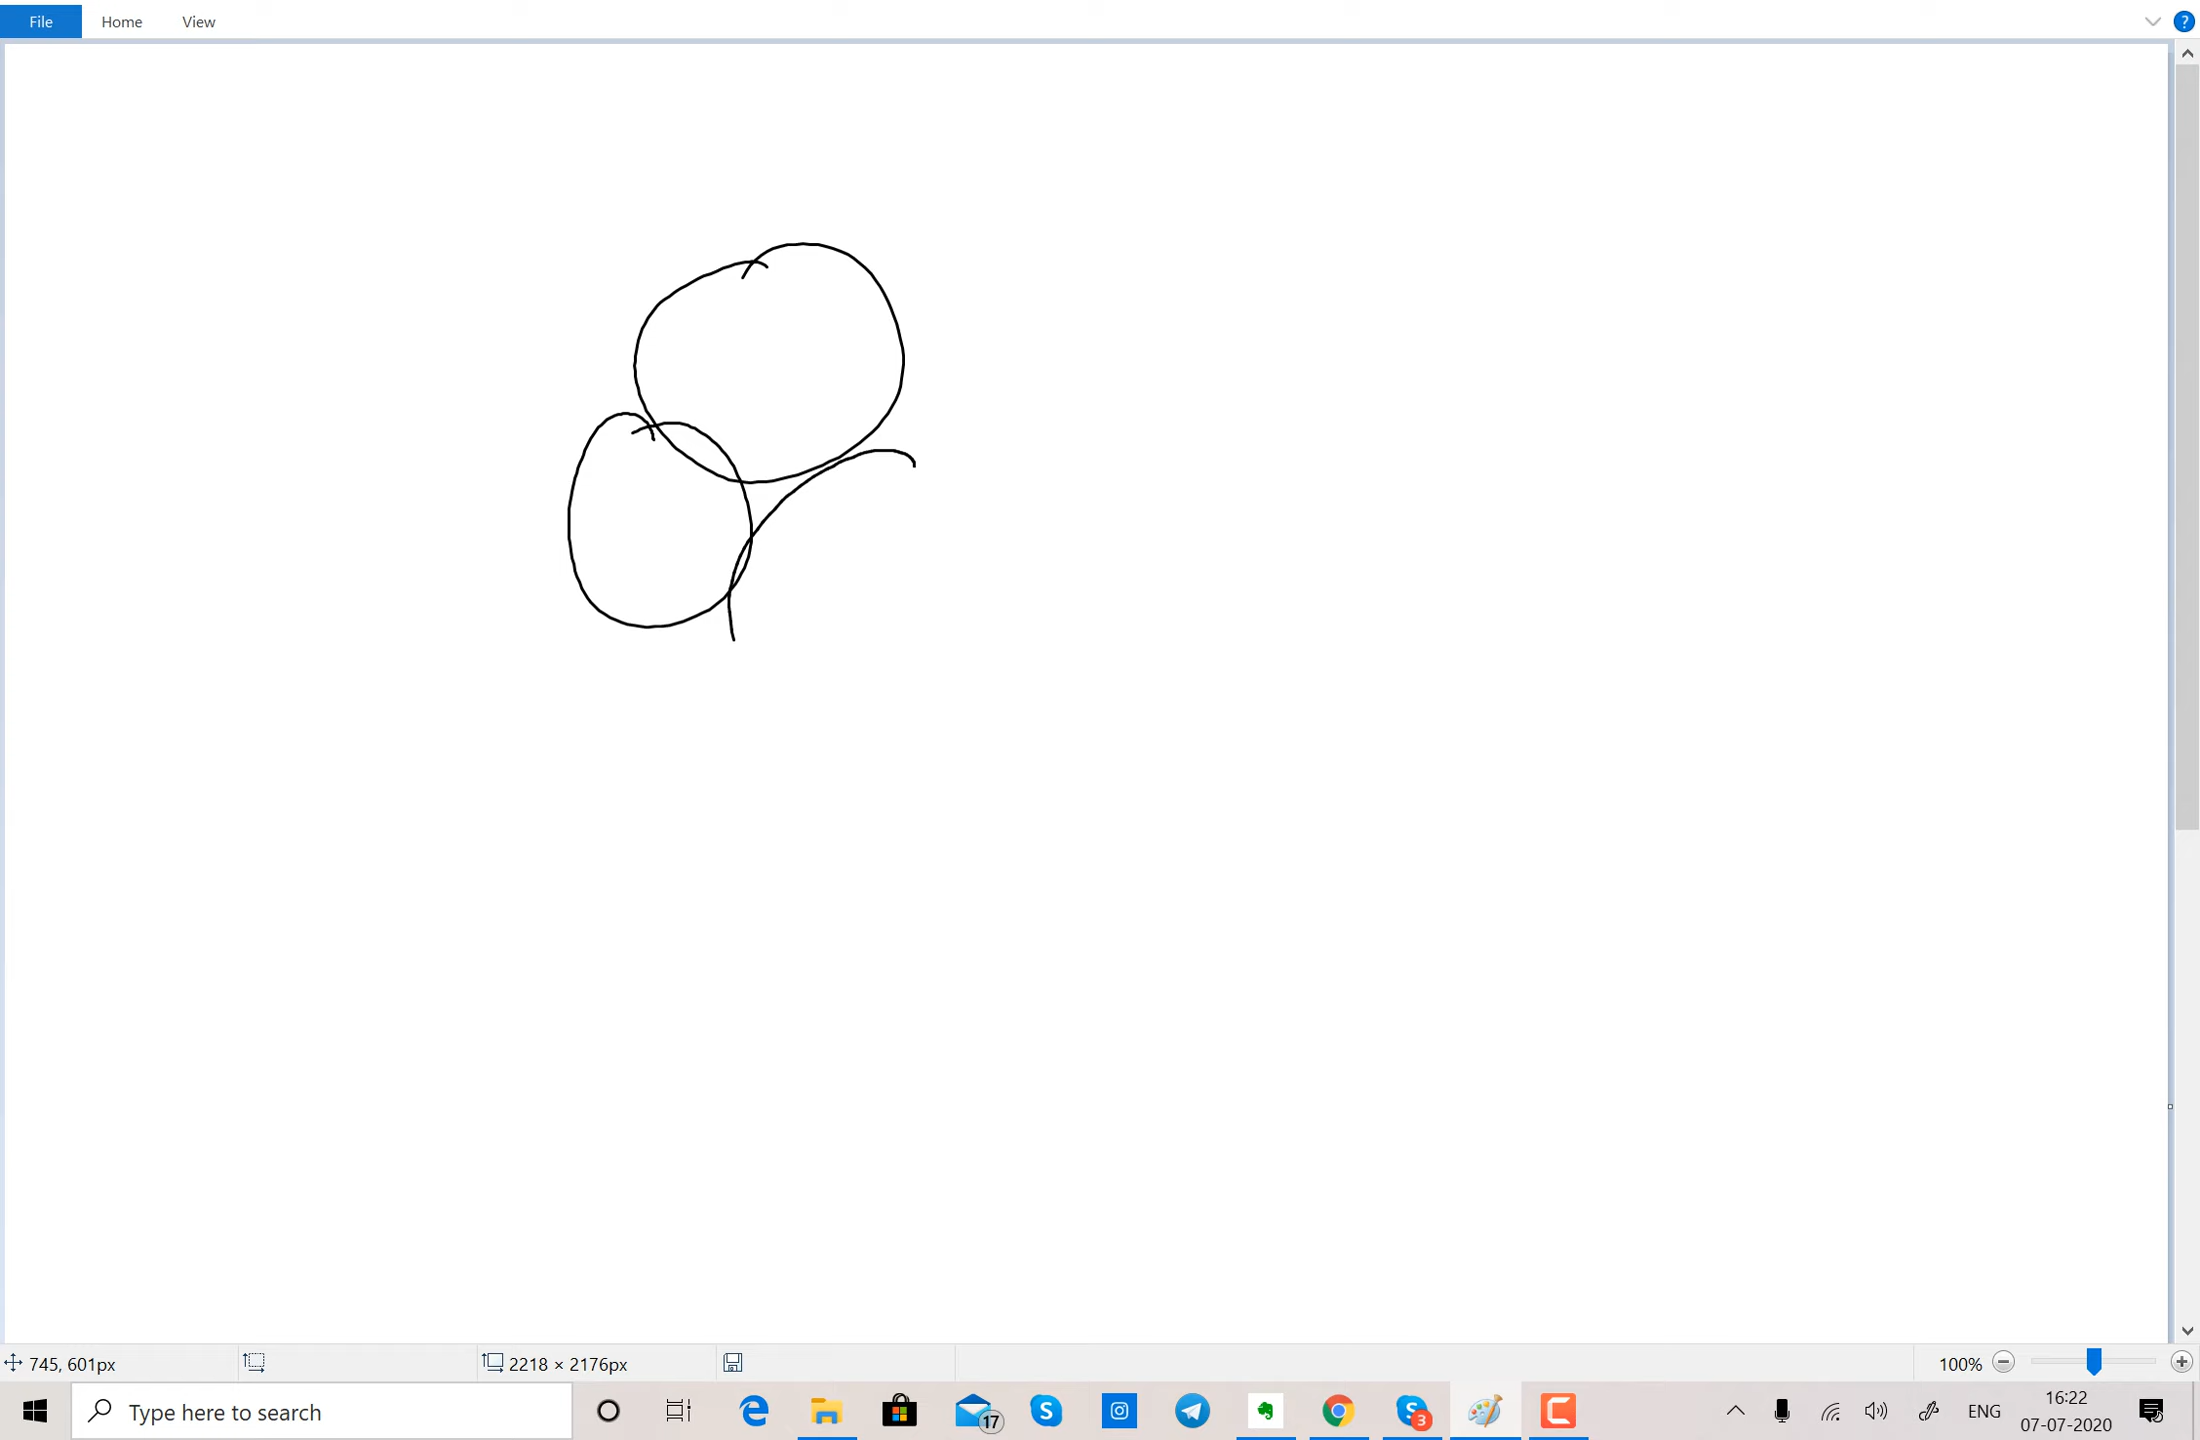 File Home View
745, 601px 2218 × 2176px 100%
Type here to search 17 3 ENG 16:22
07-07-2020